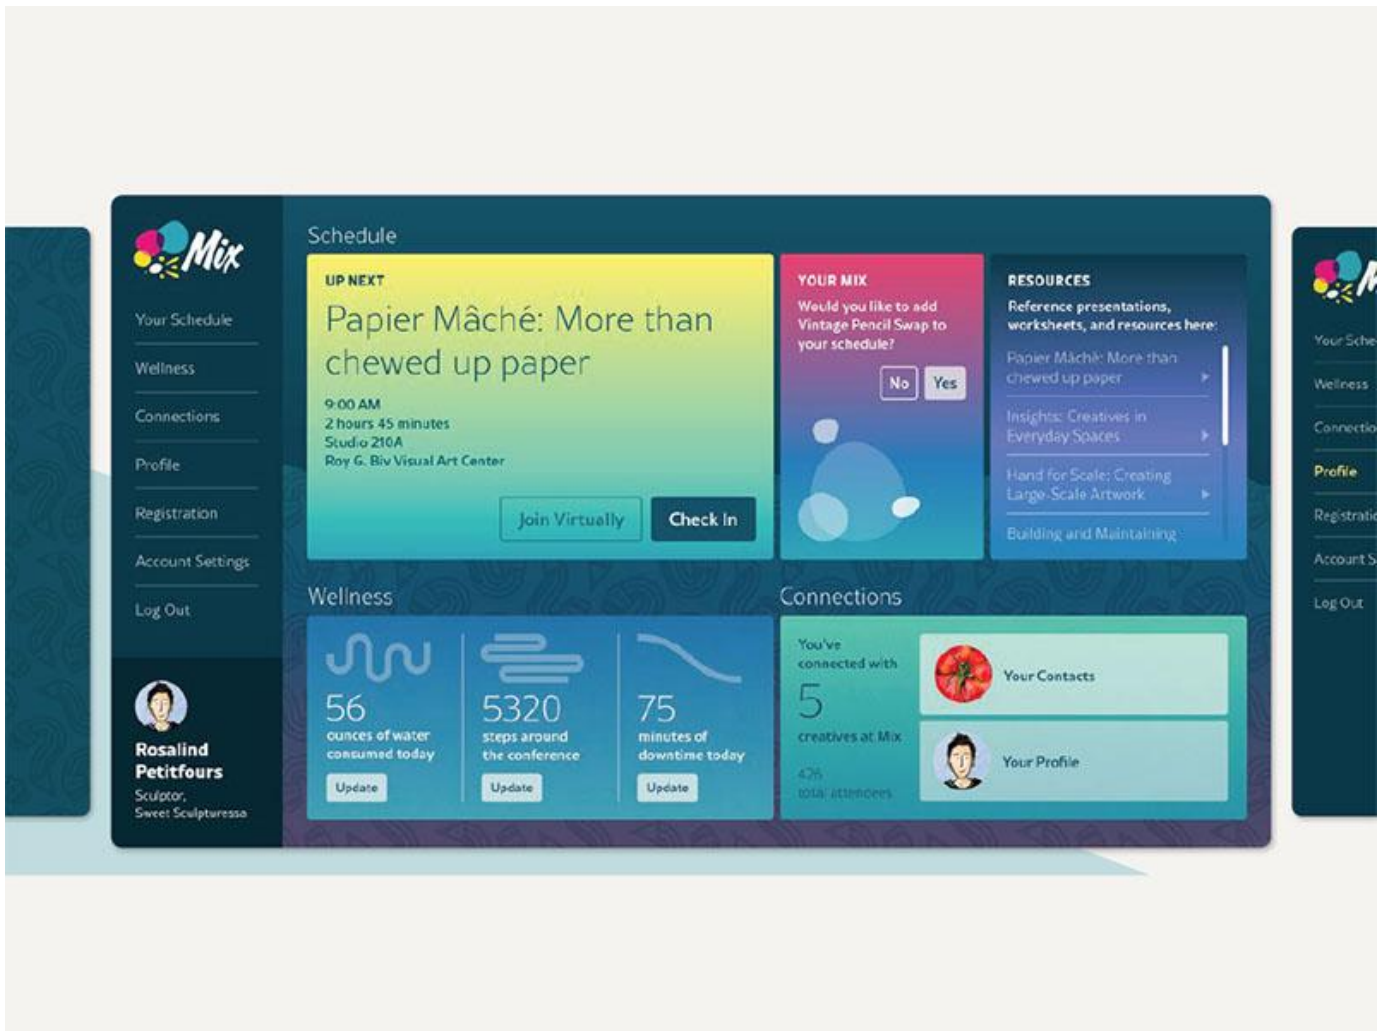 Mix
Your Schedule
Wellness
Connections
Profile
Registration
Account Settings
Log Out
Rosalind
Petitfours
Sculptor,
Sweet Sculpturessa
Schedule
UP NEXT
Papier Mâché: More than
chewed up paper
9:00 AM
2 hours 45 minutes
Studio 210A
Roy G. Biv Visual Art Center
Join Virtually
Check In
YOUR MIX
Would you like to add
Vintage Pencil Swap to
your schedule?
No
Yes
RESOURCES
Reference presentations,
worksheets, and resources here:
Papier Mâché: More than
chewed up paper
Insights: Creatives in
Everyday Spaces
Hand for Scale: Creating
Large-Scale Artwork
Building and Maintaining
Wellness
56
ounces of water
consumed today
Update
5320
steps around
the conference
Update
75
minutes of
downtime today
Update
Connections
You've
connected with
5
creatives at Mix
426
total attendees
Your Contacts
Your Profile
M
Your Sche
Wellness
Connectio
Profile
Registratio
Account S
Log Out